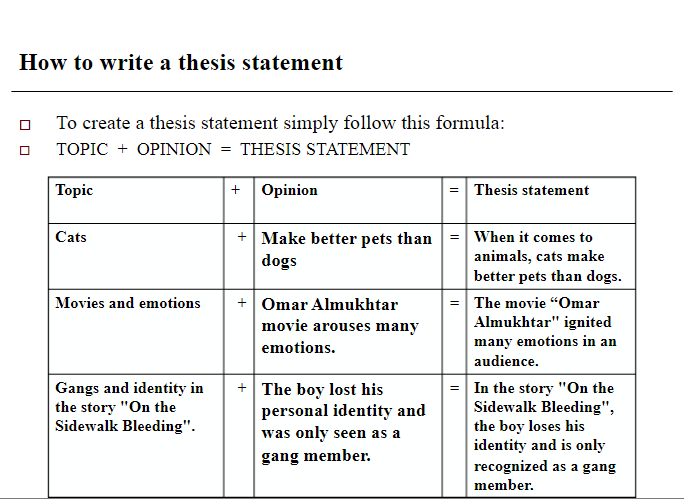 How to write a thesis statement
To create a thesis statement simply follow this formula:
TOPIC + OPINION = THESIS STATEMENT
Topic + Opinion = Thesis statement
Cats + Make better pets than = When it comes to
dogs animals, cats make
better pets than dogs.
Movies and emotions + Omar Almukhtar = The movie “Omar
movie arouses many Almukhtar" ignited
emotions. many emotions in an
audience.
Gangs and identity in + The boy lost his = In the story "On the
the story "On the personal identity and Sidewalk Bleeding",
Sidewalk Bleeding". was only seen as a the boy loses his
gang member. identity and is only
recognized as a gang
member.